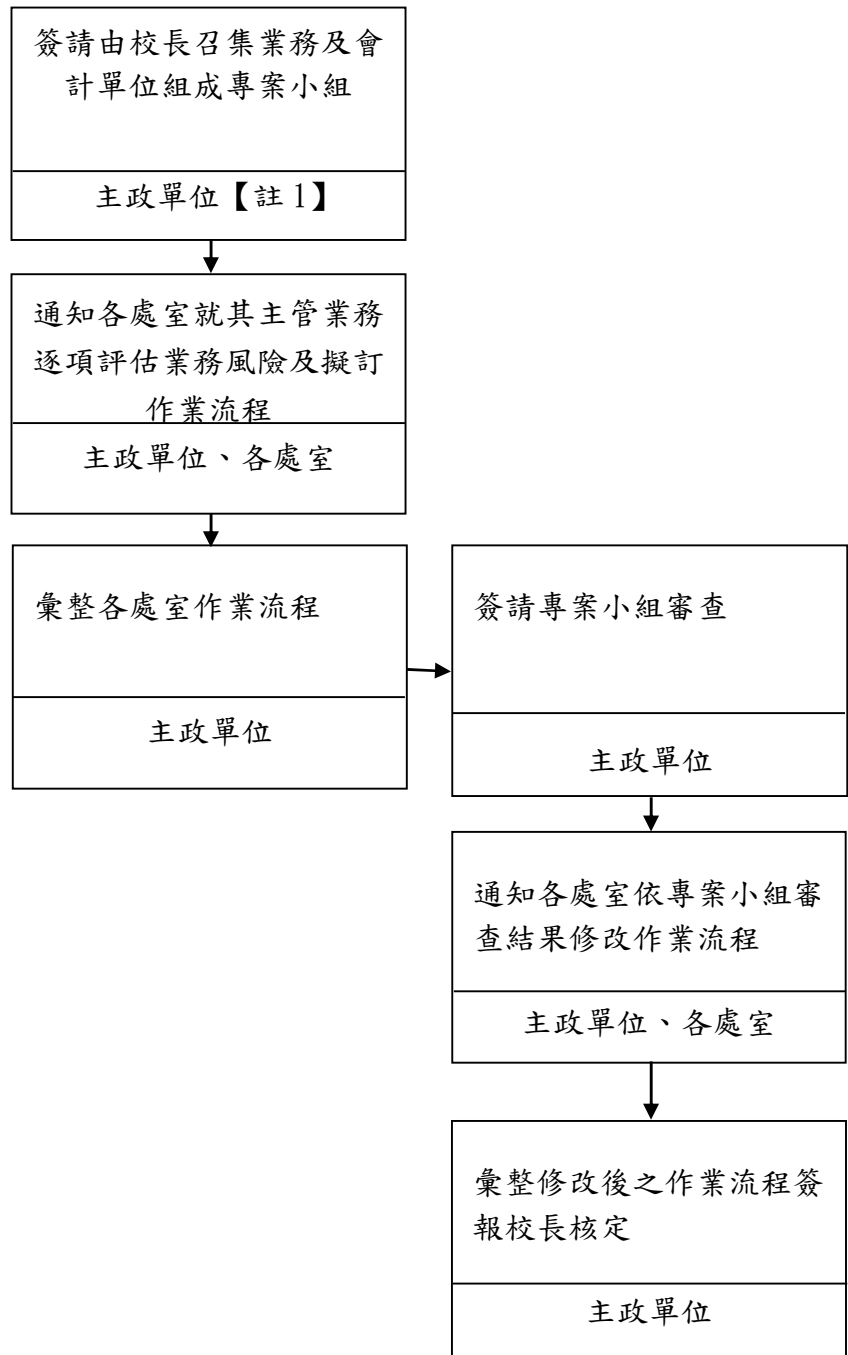 簽請由校長召集業務及會
計單位組成專案小組
主政單位【註1】
通知各處室就其主管業務
逐項評估業務風險及擬訂
作業流程
主政單位、各處室
彙整各處室作業流程
主政單位
簽請專案小組審查
主政單位
通知各處室依專案小組審
查結果修改作業流程
主政單位、各處室
彙整修改後之作業流程簽
報校長核定
主政單位